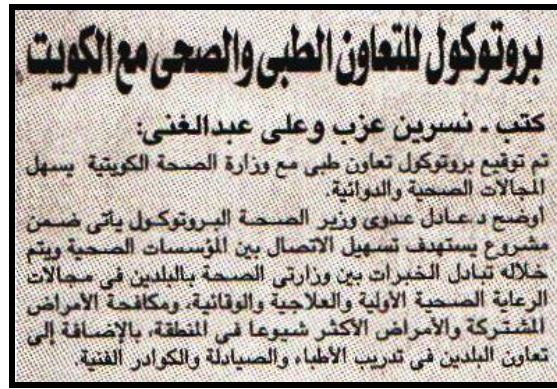 بروتوكول للتعاون الطبى والصحى مع الكويت
كتب ـ نسرين عزب وعلى عبدالغنى:
تم توقيع بروتوكول تعاون طبى مع وزارة الصحة الكويتية يسهل
المجالات الصحية والدوائية.
أوضح د.عادل عدوى وزير الصحة البروتوكول يأتى ضمن
مشروع يستهدف تسهيل الاتصال بين المؤسسات الصحية ويتم
خلاله تبادل الخبرات بين وزارتى الصحة بالبلدين فى مجالات
الرعاية الصحية الأولية والعلاجية والوقائية، ومكافحة الأمراض
المشتركة والأمراض الأكثر شيوعا فى المنطقة، بالإضافة إلى
تعاون البلدين فى تدريب الأطباء والصيادلة والكوادر الفنية.